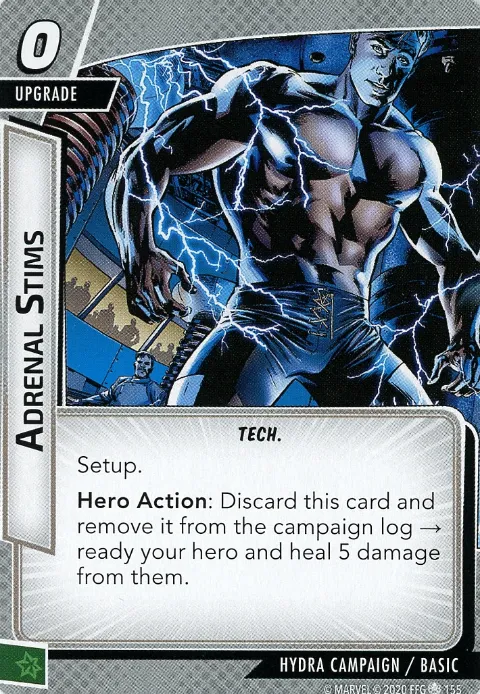 0
UPGRADE
ADRENAL STIMS
TECH.
Setup.
Hero Action: Discard this card and
remove it from the campaign log →
ready your hero and heal 5 damage
from them.
HYDRA CAMPAIGN / BASIC
© MARVEL © 2020 FFG 155